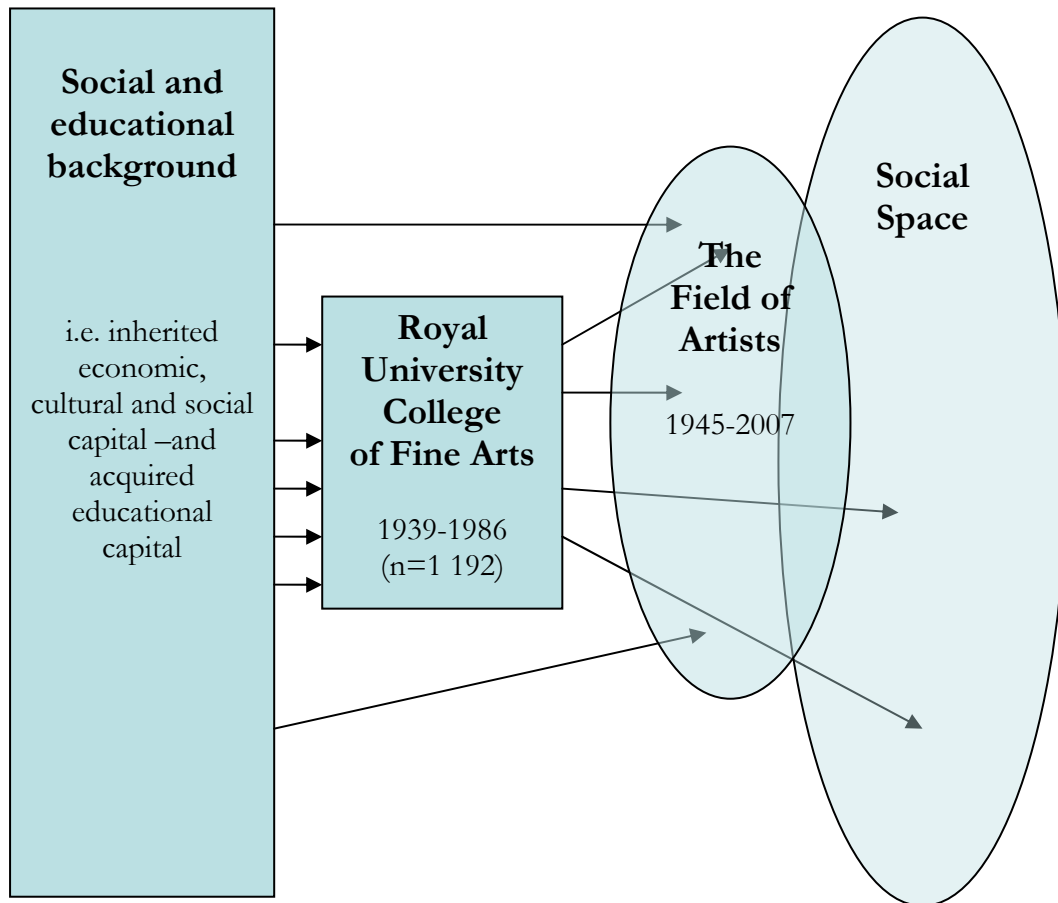 Social and
educational
background
i.e. inherited
economic,
cultural and social
capital –and
acquired
educational
capital
Royal
University
College
of Fine Arts
1939-1986
(n=1 192)
The
Field of
Artists
1945-2007
Social
Space